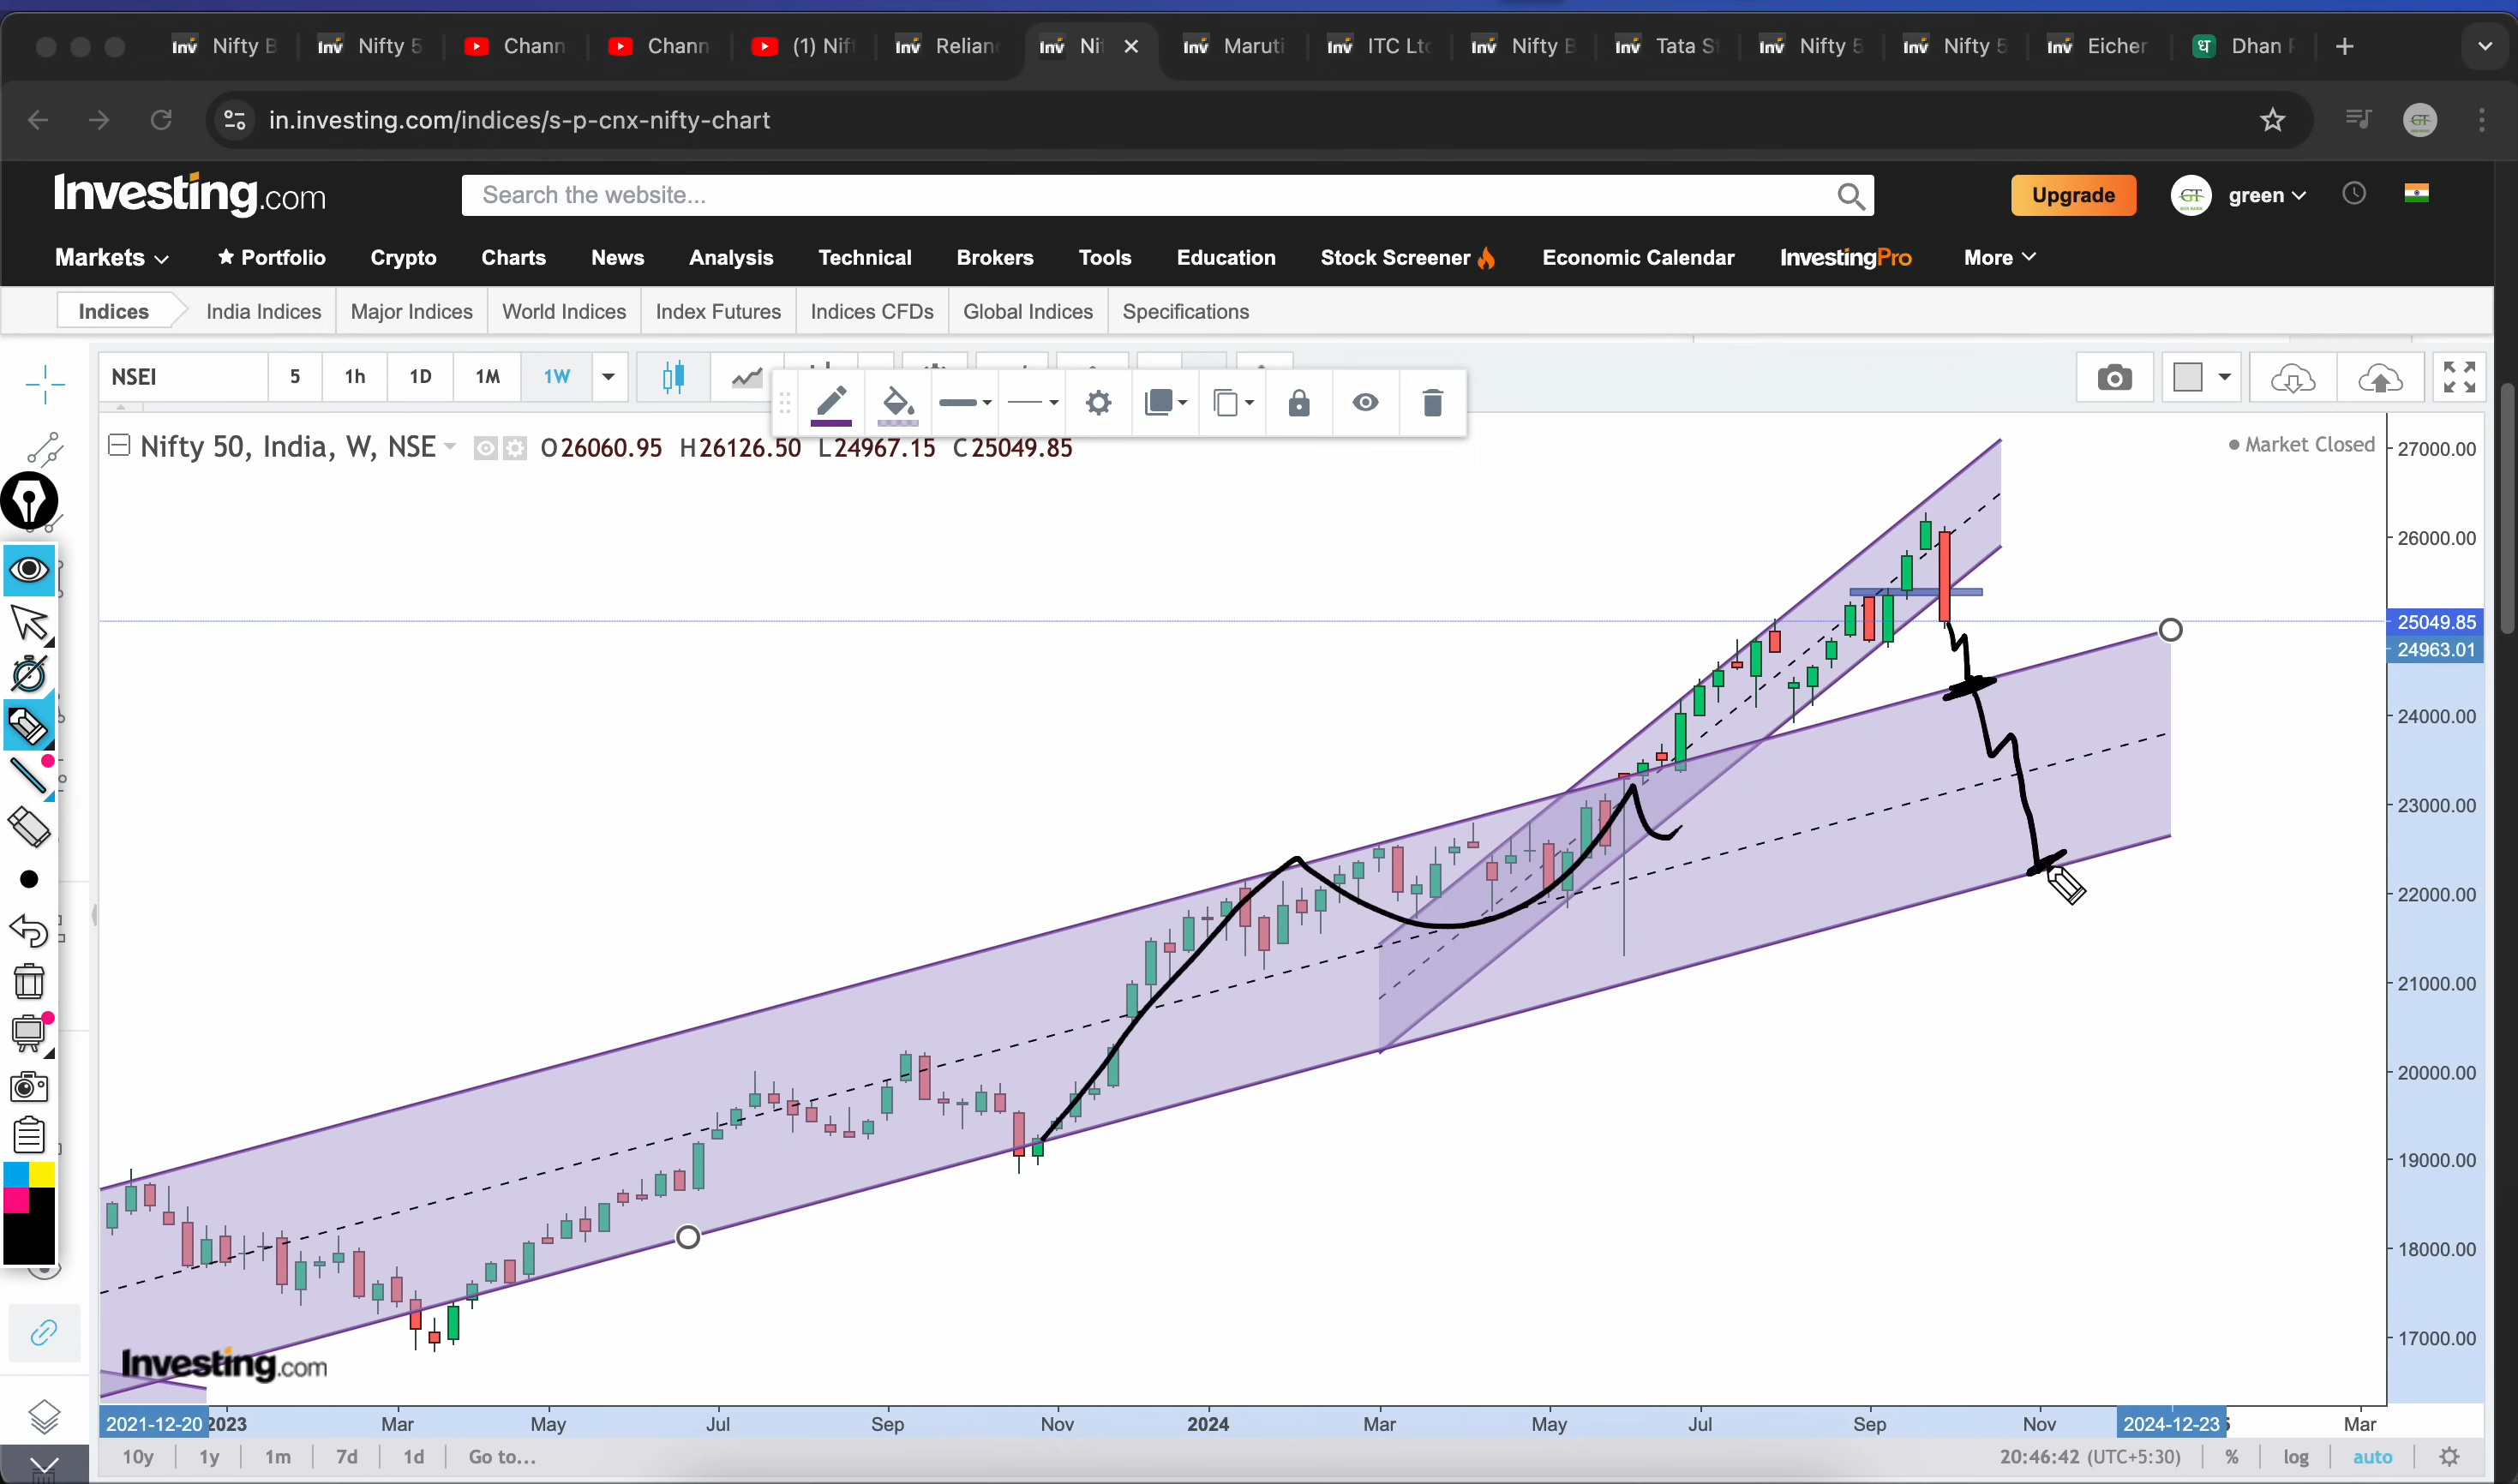 Nifty B Nifty 5 Chann Chann (1) Nif Relian Ni Maruti ITC Ltd Nifty B Tata S Nifty 5 Nifty 5 Eicher Dhan
in.investing.com/indices/s-p-cnx-nifty-chart
Investing.com Search the website... Upgrade GT green
Markets Portfolio Crypto Charts News Analysis Technical Brokers Tools Education Stock Screener Economic Calendar InvestingPro More
Indices India Indices Major Indices World Indices Index Futures Indices CFDs Global Indices Specifications
NSEI 5 1h 1D 1M 1W
Nifty 50, India, W, NSE O26060.95 H26126.50 L24967.15 C25049.85
Market Closed
27000.00
26000.00
25049.85
24963.01
24000.00
23000.00
22000.00
21000.00
20000.00
19000.00
18000.00
17000.00
Investing.com
2021-12-20 2023 Mar May Jul Sep Nov 2024 Mar May Jul Sep Nov 2024-12-23 Mar
10y 1y 1m 7d 1d Go to... 20:46:42 (UTC+5:30) % log auto